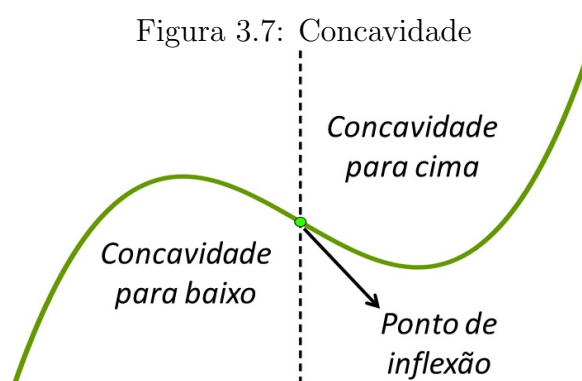 Figura 3.7: Concavidade
Concavidade
para cima
Concavidade
para baixo
Ponto de
inflexão